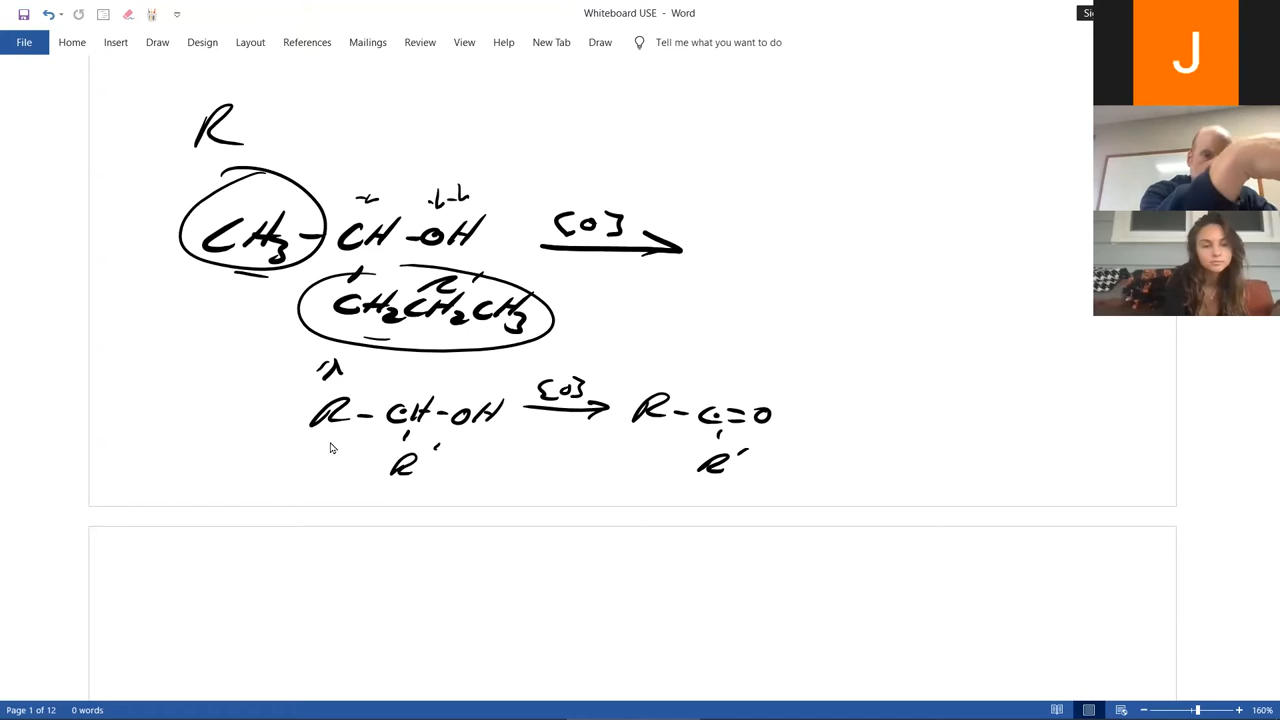 Whiteboard USE - Word
File Home Insert Draw Design Layout References Mailings Review View Help New Tab Draw Tell me what you want to do
J
R
CH3 - CH - OH [O]
CH2CH2CH3
R - CH - OH [O] R - C = O
R' R'
Page 1 of 12 0 words 160%